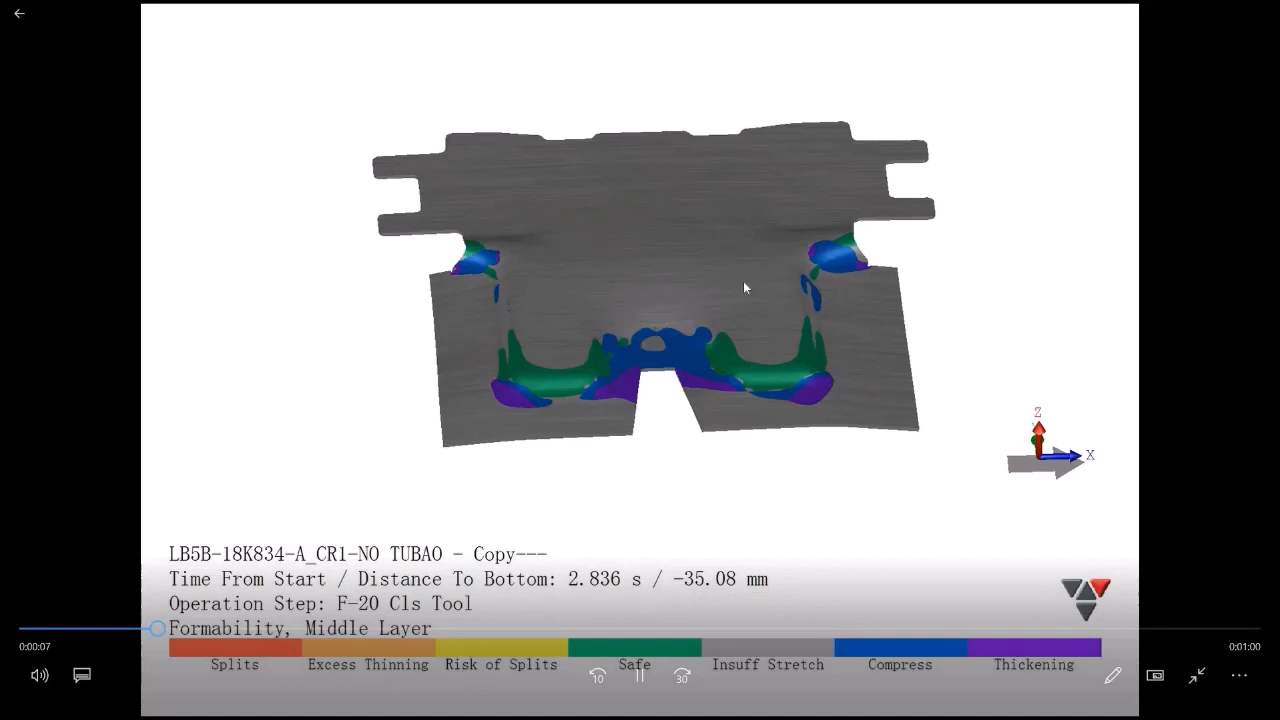 Z
X
LB5B-18K834-A_CR1-NO TUBAO - Copy---
Time From Start / Distance To Bottom: 2.836 s / -35.08 mm
Operation Step: F-20 Cls Tool
Formability, Middle Layer
0:00:07
0:01:00
Splits Excess Thinning Risk of Splits Safe Insuff Stretch Compress Thickening
10 30